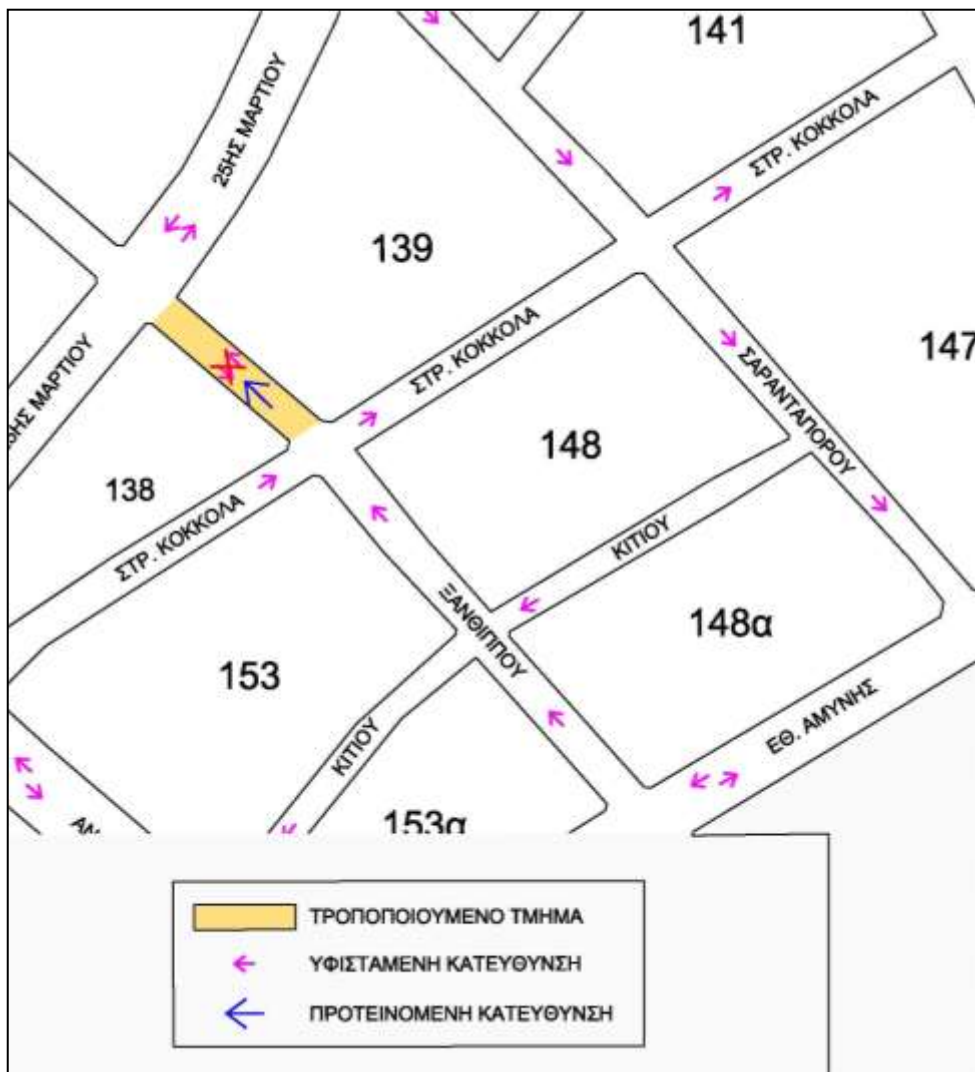 141
25ΗΣ ΜΑΡΤΙΟΥ
ΣΤΡ. ΚΟΚΚΟΛΑ
139
147
ΣΤΡ. ΚΟΚΚΟΛΑ
ΣΑΡΑΝΤΑΠΟΡΟΥ
ΜΑΡΤΙΟΥ
148
138
ΣΤΡ. ΚΟΚΚΟΛΑ
ΚΙΤΙΟΥ
ΞΑΝΘΙΠΠΟΥ
148α
153
ΚΙΤΙΟΥ
ΕΘ. ΑΜΥΝΗΣ
153α
ΤΡΟΠΟΠΟΙΟΥΜΕΝΟ ΤΜΗΜΑ
ΥΦΙΣΤΑΜΕΝΗ ΚΑΤΕΥΘΥΝΣΗ
ΠΡΟΤΕΙΝΟΜΕΝΗ ΚΑΤΕΥΘΥΝΣΗ